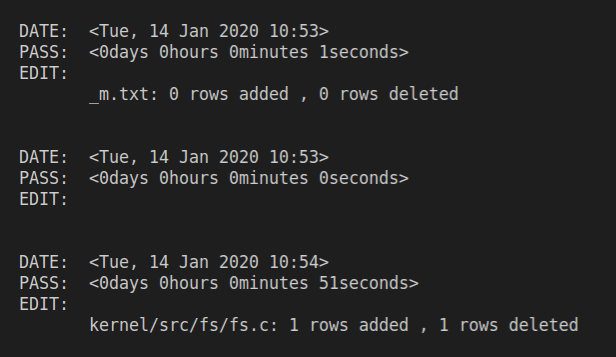 DATE:  <Tue, 14 Jan 2020 10:53>
PASS:  <0days 0hours 0minutes 1seconds>
EDIT:
_m.txt: 0 rows added , 0 rows deleted
DATE:  <Tue, 14 Jan 2020 10:53>
PASS:  <0days 0hours 0minutes 0seconds>
EDIT:
DATE:  <Tue, 14 Jan 2020 10:54>
PASS:  <0days 0hours 0minutes 51seconds>
EDIT:
kernel/src/fs/fs.c: 1 rows added , 1 rows deleted